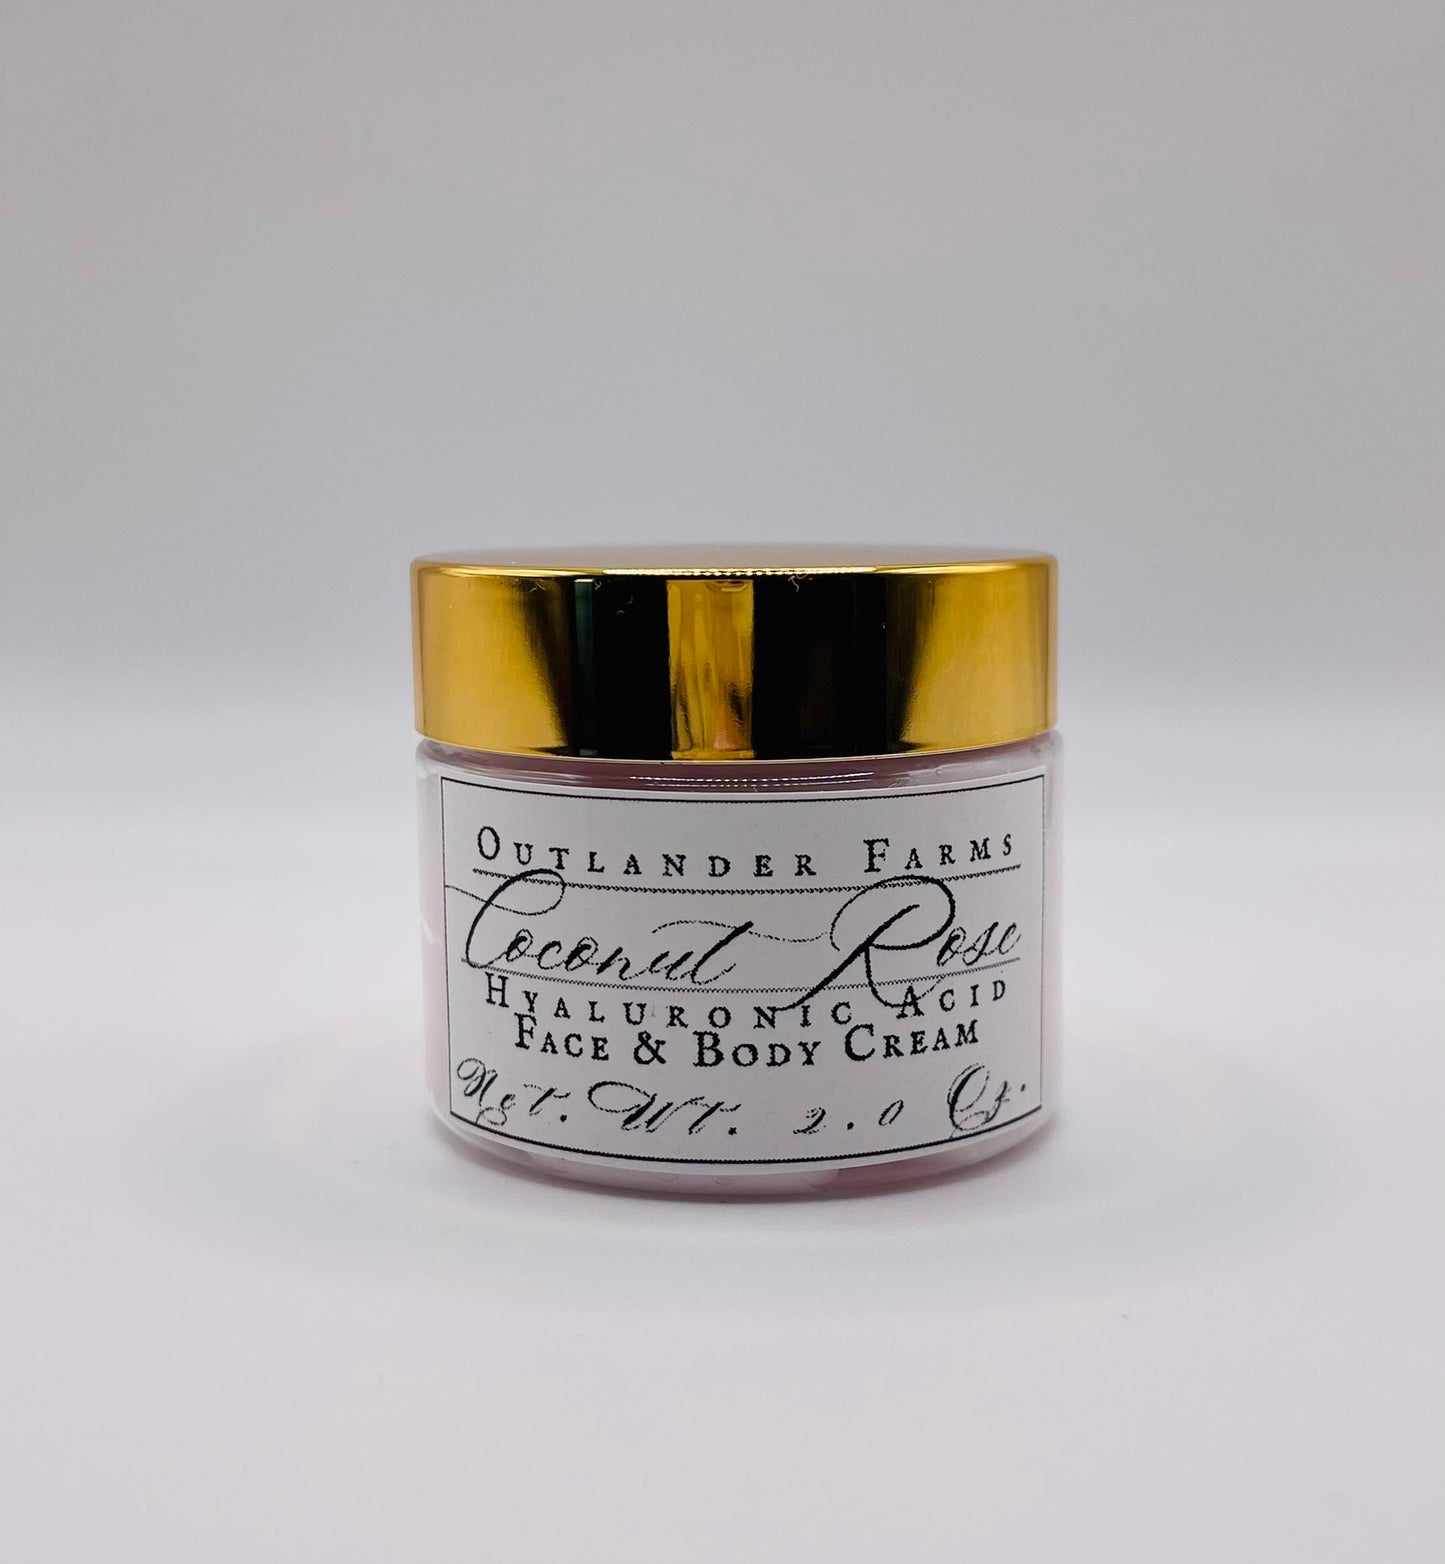 Outlander Farms
Coconut Rose
Hyaluronic Acid
Face & Body Cream
Net. Wt. 2.0 Oz.